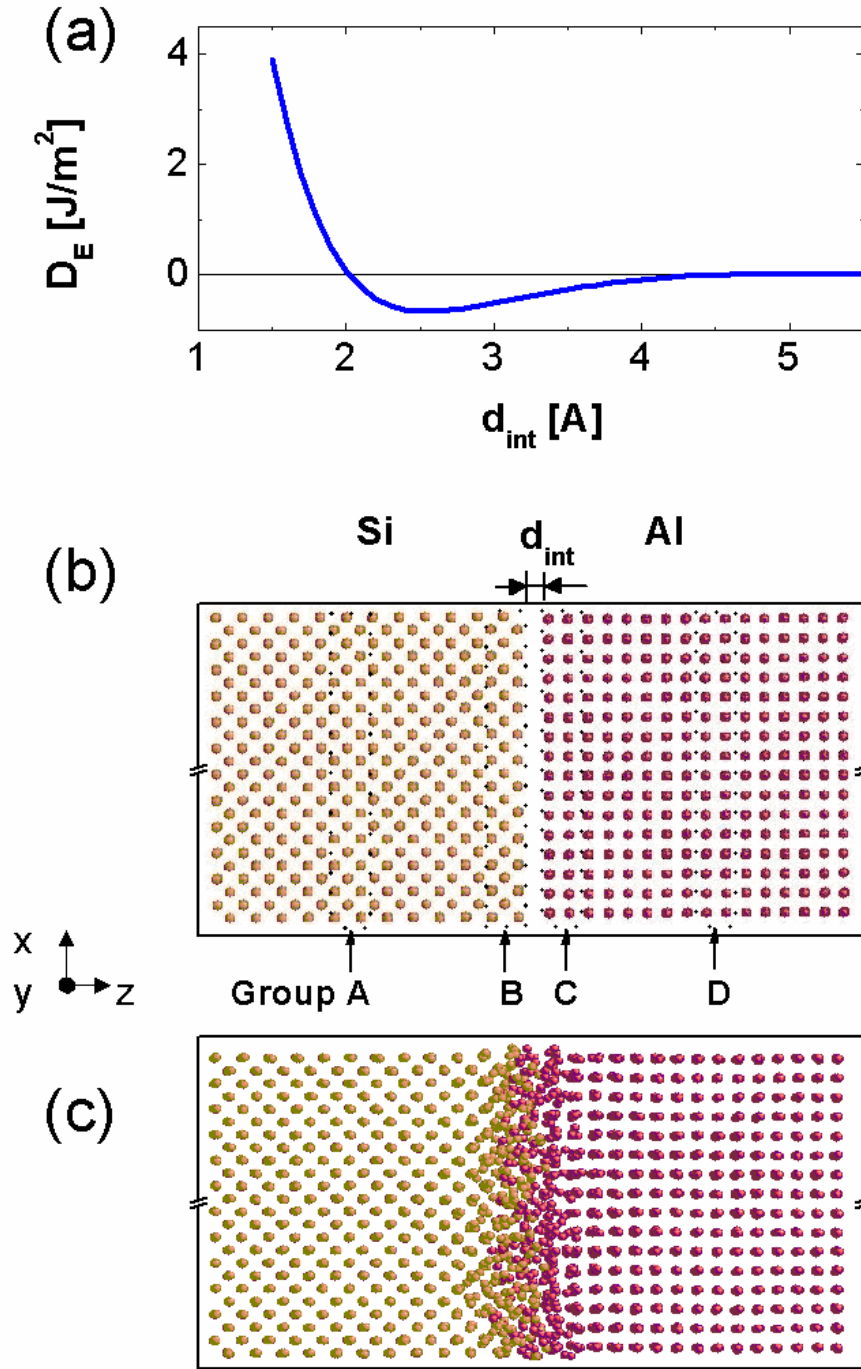 (a)
4
2
0
D_E [J/m^2]
1 2 3 4 5
d_int [A]
(b)
Si d_int Al
x
y z
Group A B C D
(c)